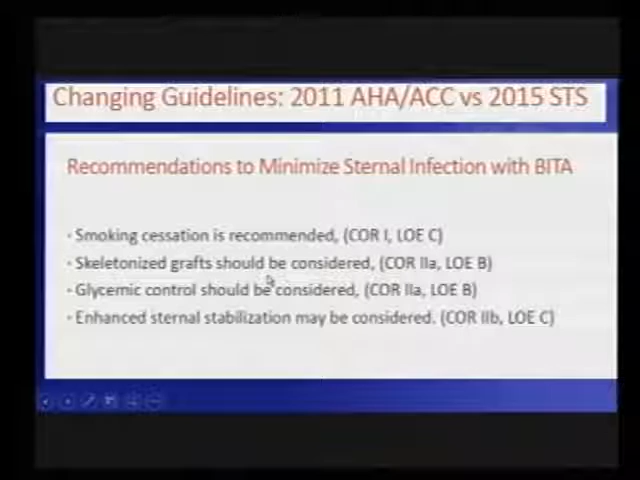 Changing Guidelines: 2011 AHA/ACC vs 2015 STS
Recommendations to Minimize Sternal Infection with BITA
· Smoking cessation is recommended, (COR I, LOE C)
· Skeletonized grafts should be considered, (COR IIa, LOE B)
· Glycemic control should be considered, (COR IIa, LOE B)
· Enhanced sternal stabilization may be considered. (COR IIb, LOE C)